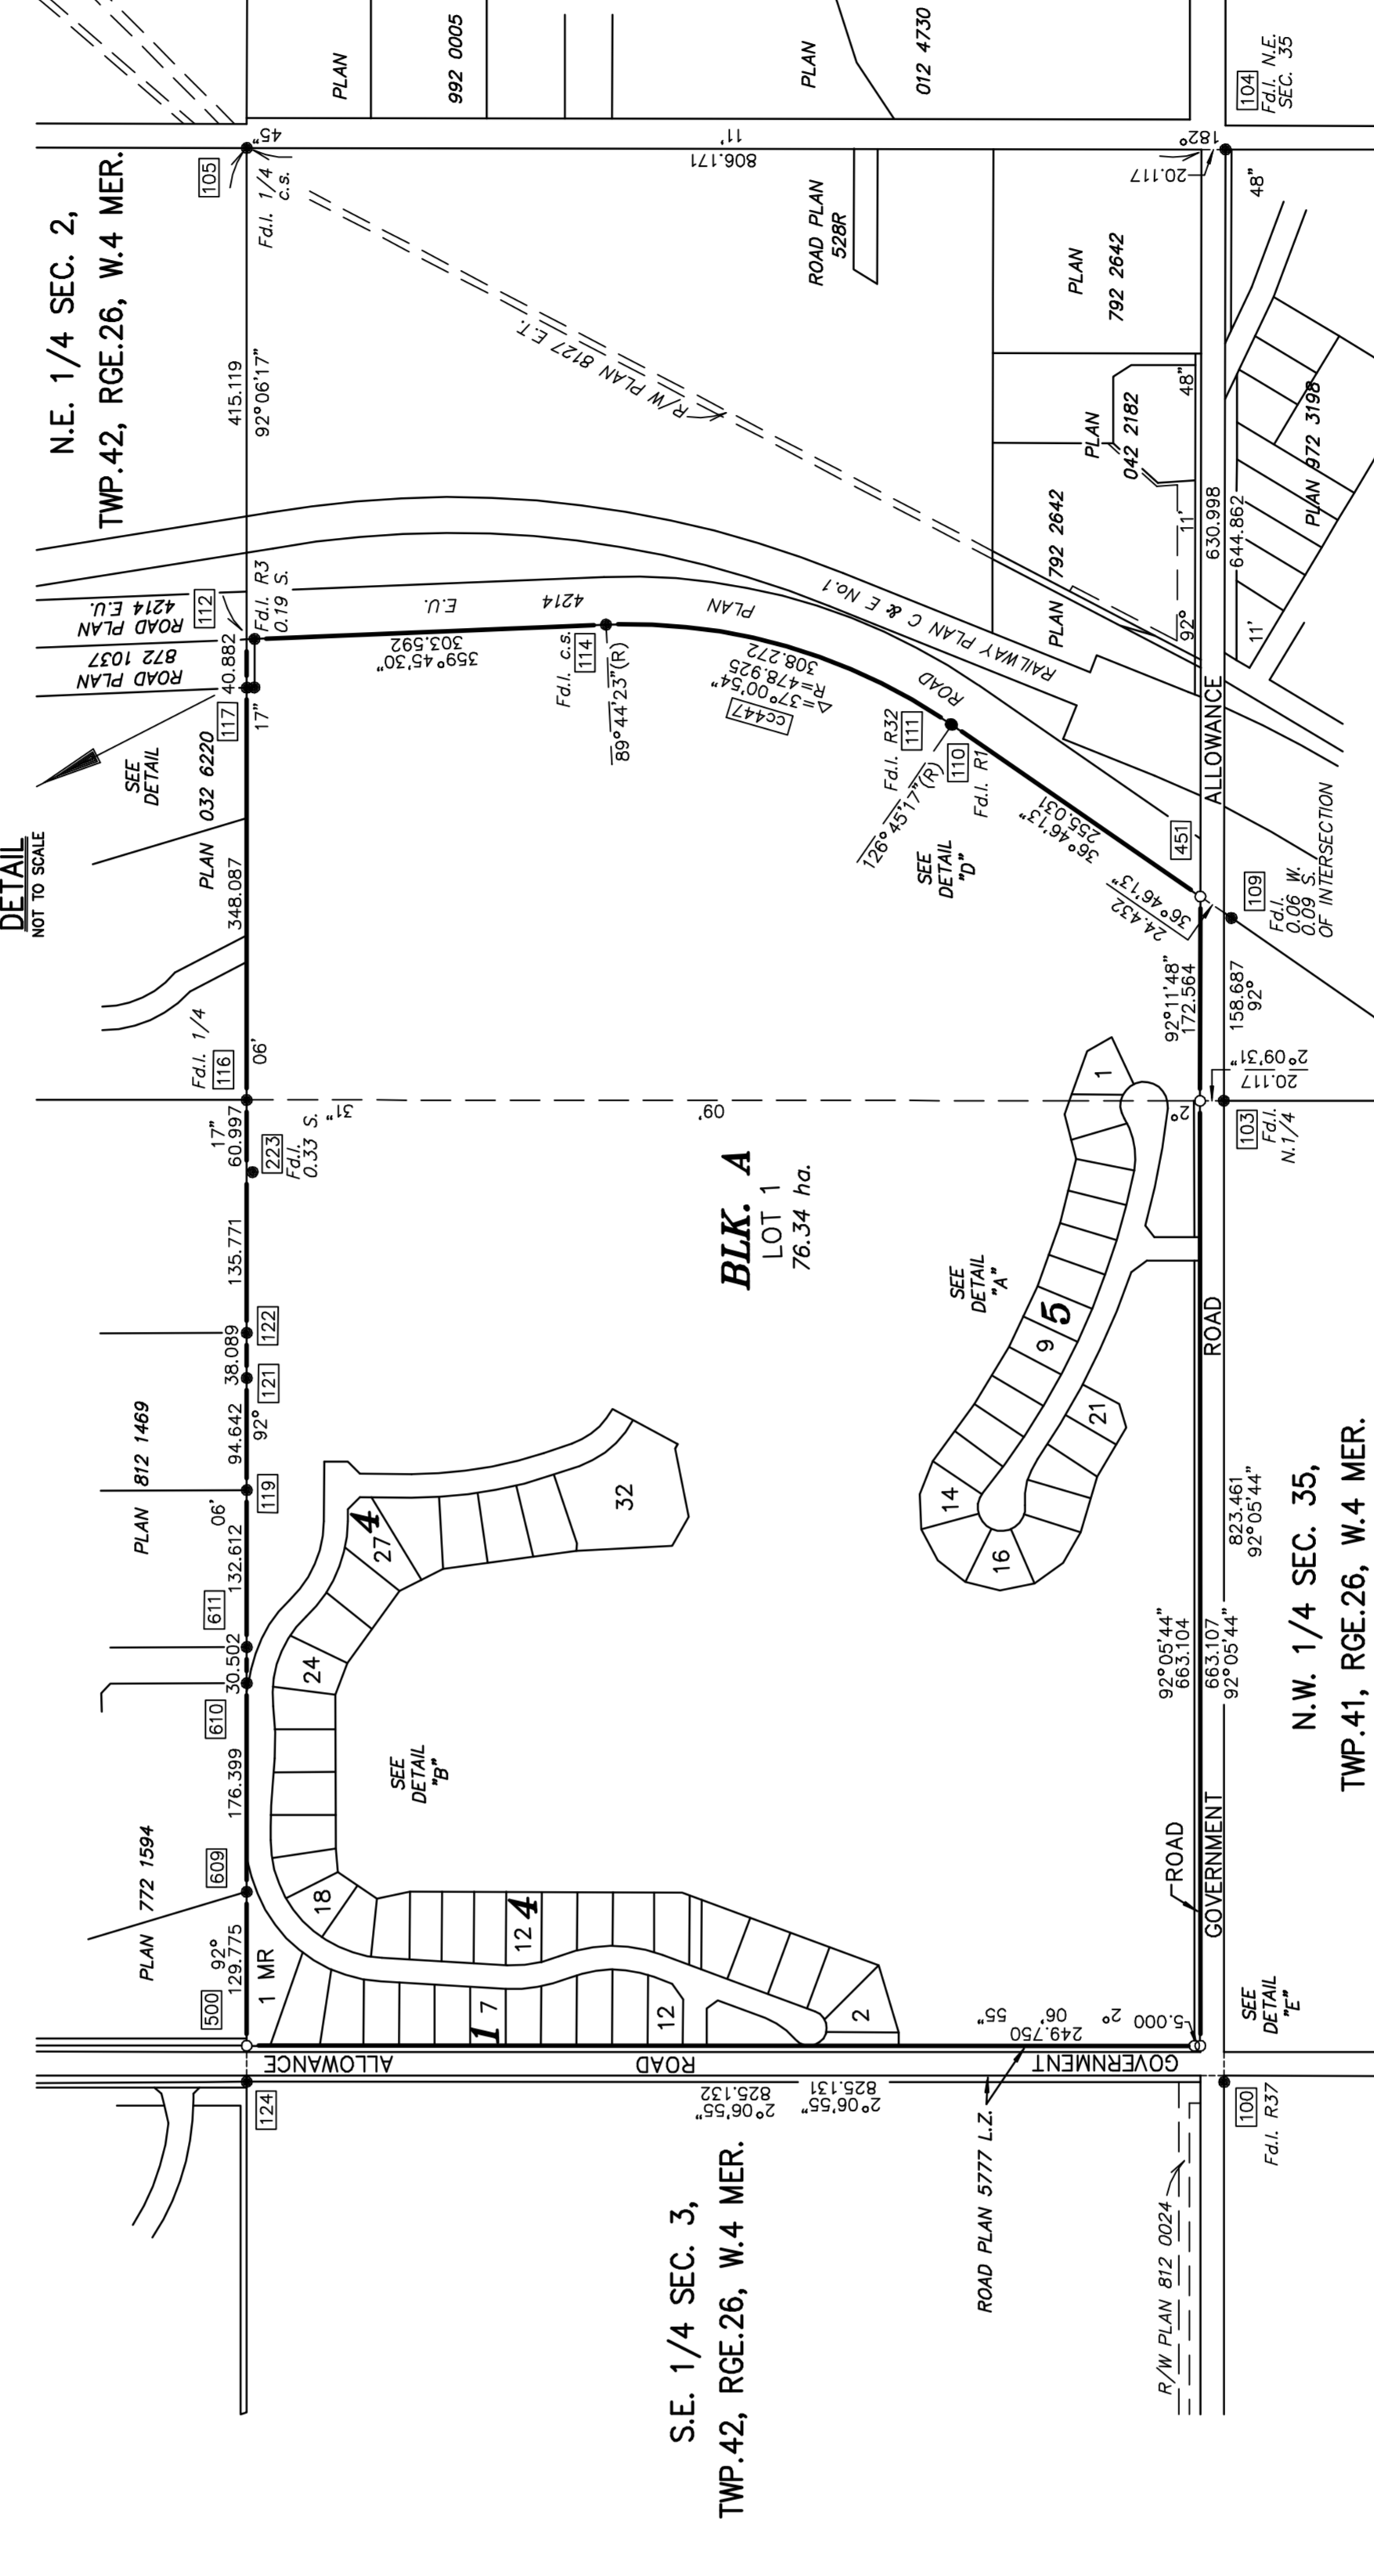 DETAIL
NOT TO SCALE
N.E. 1/4 SEC. 2,
TWP.42, RGE.26, W.4 MER.
PLAN
992 0005
PLAN
012 4730
104
Fd.I. N.E.
SEC. 35
105
Fd.I. 1/4
c.s.
45"
11'
806.171
182°
20.117
48"
415.119
92°06'17"
R/W PLAN 8127 E.T.
ROAD PLAN
528R
PLAN
792 2642
PLAN
042 2182
48"
PLAN 972 3198
PLAN 792 2642
11'
92°
630.998
644.862
11'
ROAD PLAN
4214 E.U.
112
Fd.I. R3
0.19 S.
ROAD PLAN
872 1037
40.882
117
17"
303.592
359°45'30"
E.U.
4214
PLAN
ROAD
RAILWAY PLAN C & E No.1
Fd.I. c.s.
114
89°44'23"(R)
308.272
R=478.925
△=37°00'54"
cc447
Fd.I. R32
111
110
Fd.I. R1
126°45'17"(R)
SEE
DETAIL
"D"
255.031
36°46'13"
36°46'13"
24.432
451
ALLOWANCE
109
Fd.I.
0.06 W.
0.09 S.
OF INTERSECTION
SEE
DETAIL
PLAN 032 6220
348.087
06'
Fd.I. 1/4
116
92°11'48"
172.564
158.687
92°
2°09'31"
20.117
31"
09'
2°
103
Fd.I.
N.1/4
17"
60.997
223
Fd.I.
0.33 S.
135.771
122
38.089
121
94.642
92°
119
06'
132.612
611
30.502
610
176.399
609
92°
129.775
500
PLAN 812 1469
PLAN 772 1594
BLK. A
LOT 1
76.34 ha.
SEE
DETAIL
"A"
1
5
9
14
16
21
ROAD
823.461
92°05'44"
92°05'44"
663.104
663.107
92°05'44"
N.W. 1/4 SEC. 35,
TWP.41, RGE.26, W.4 MER.
32
4
27
24
SEE
DETAIL
"B"
18
4
12
1 MR
1
7
12
2
ROAD
GOVERNMENT
SEE
DETAIL
"E"
GOVERNMENT
ROAD
ALLOWANCE
2° 06' 55"
249.750
5.000
825.132
2°06'55"
825.131
2°06'55"
124
100
Fd.I. R37
ROAD PLAN 5777 L.Z.
R/W PLAN 812 0024
S.E. 1/4 SEC. 3,
TWP.42, RGE.26, W.4 MER.